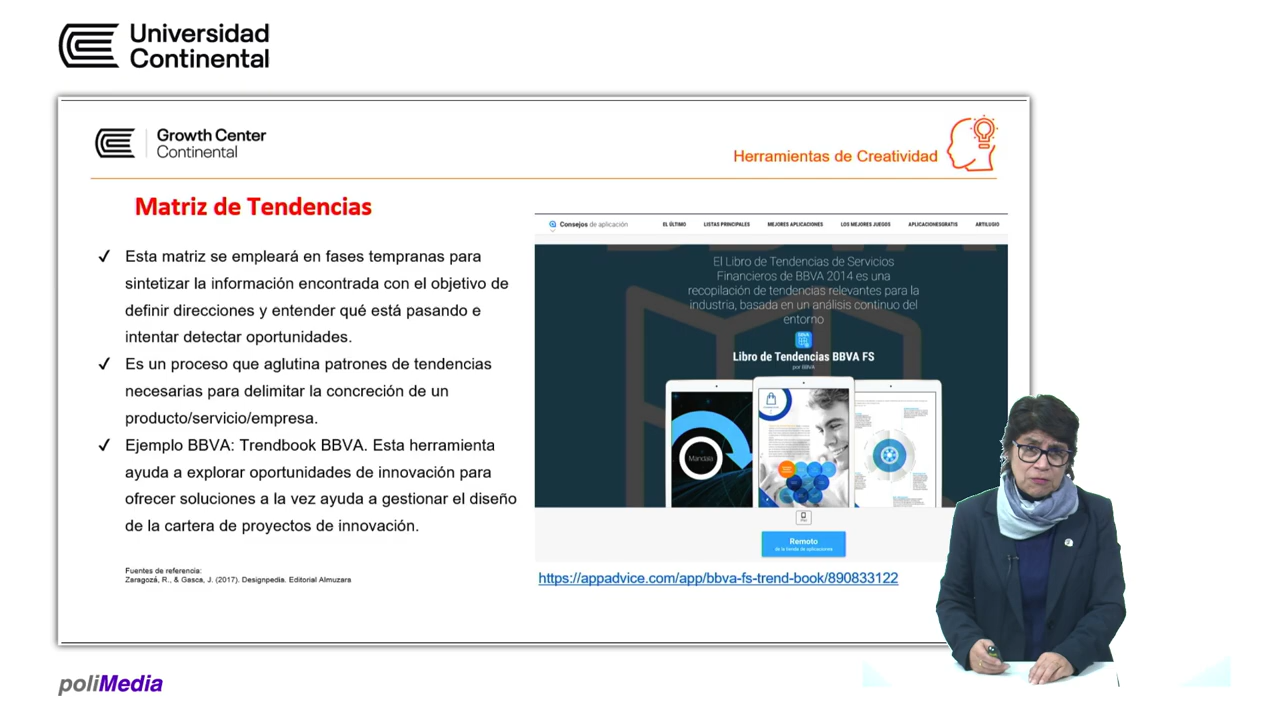 Universidad
Continental
Growth Center
Continental
Herramientas de Creatividad
Matriz de Tendencias
✓ Esta matriz se empleará en fases tempranas para
sintetizar la información encontrada con el objetivo de
definir direcciones y entender qué está pasando e
intentar detectar oportunidades.
✓ Es un proceso que aglutina patrones de tendencias
necesarias para delimitar la concreción de un
producto/servicio/empresa.
✓ Ejemplo BBVA: Trendbook BBVA. Esta herramienta
ayuda a explorar oportunidades de innovación para
ofrecer soluciones a la vez ayuda a gestionar el diseño
de la cartera de proyectos de innovación.
Fuentes de referencia:
Zaragozá, R., & Gasca, J. (2017). Designpedia. Editorial Almuzara
Consejos de aplicación EL ÚLTIMO LISTAS PRINCIPALES MEJORES APLICACIONES LOS MEJORES JUEGOS APLICACIONESGRATIS ARTILUGIO
El Libro de Tendencias de Servicios
Financieros de BBVA 2014 es una
recopilación de tendencias relevantes para la
industria, basada en un análisis continuo del
entorno
Libro de Tendencias BBVA FS
por BBVA
Mandala
Remoto
de la tienda de aplicaciones
https://appadvice.com/app/bbva-fs-trend-book/890833122
poliMedia